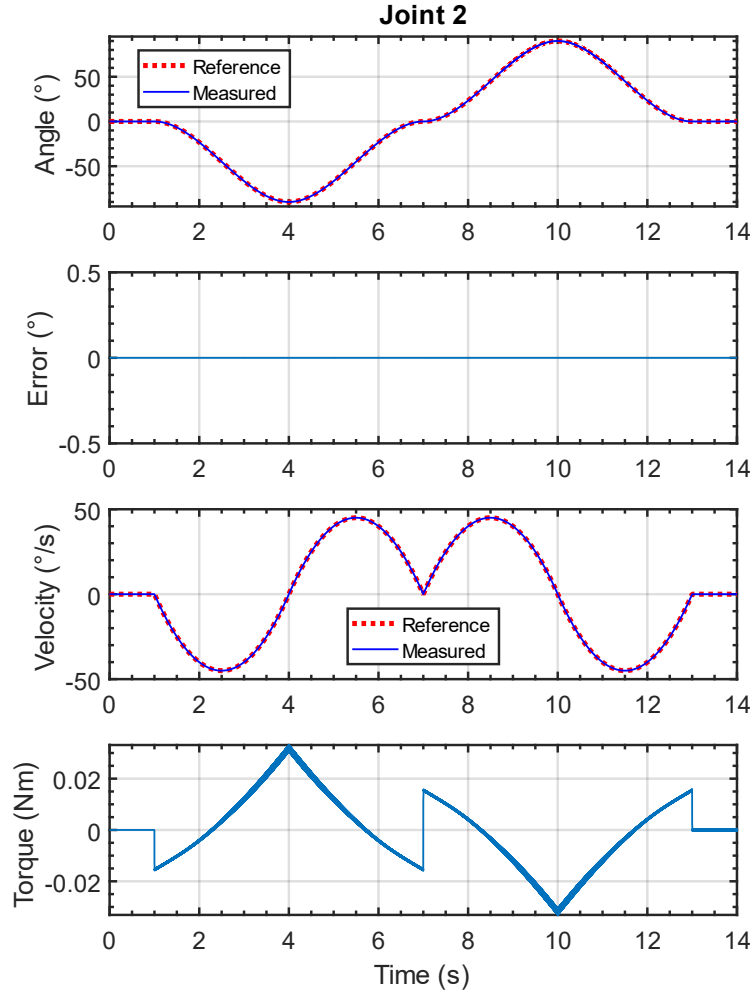 Joint 2
Angle (°)
50
0
-50
Reference
Measured
0 2 4 6 8 10 12 14
Error (°)
0.5
0
-0.5
0 2 4 6 8 10 12 14
Velocity (°/s)
50
0
-50
Reference
Measured
0 2 4 6 8 10 12 14
Torque (Nm)
0.02
0
-0.02
0 2 4 6 8 10 12 14
Time (s)